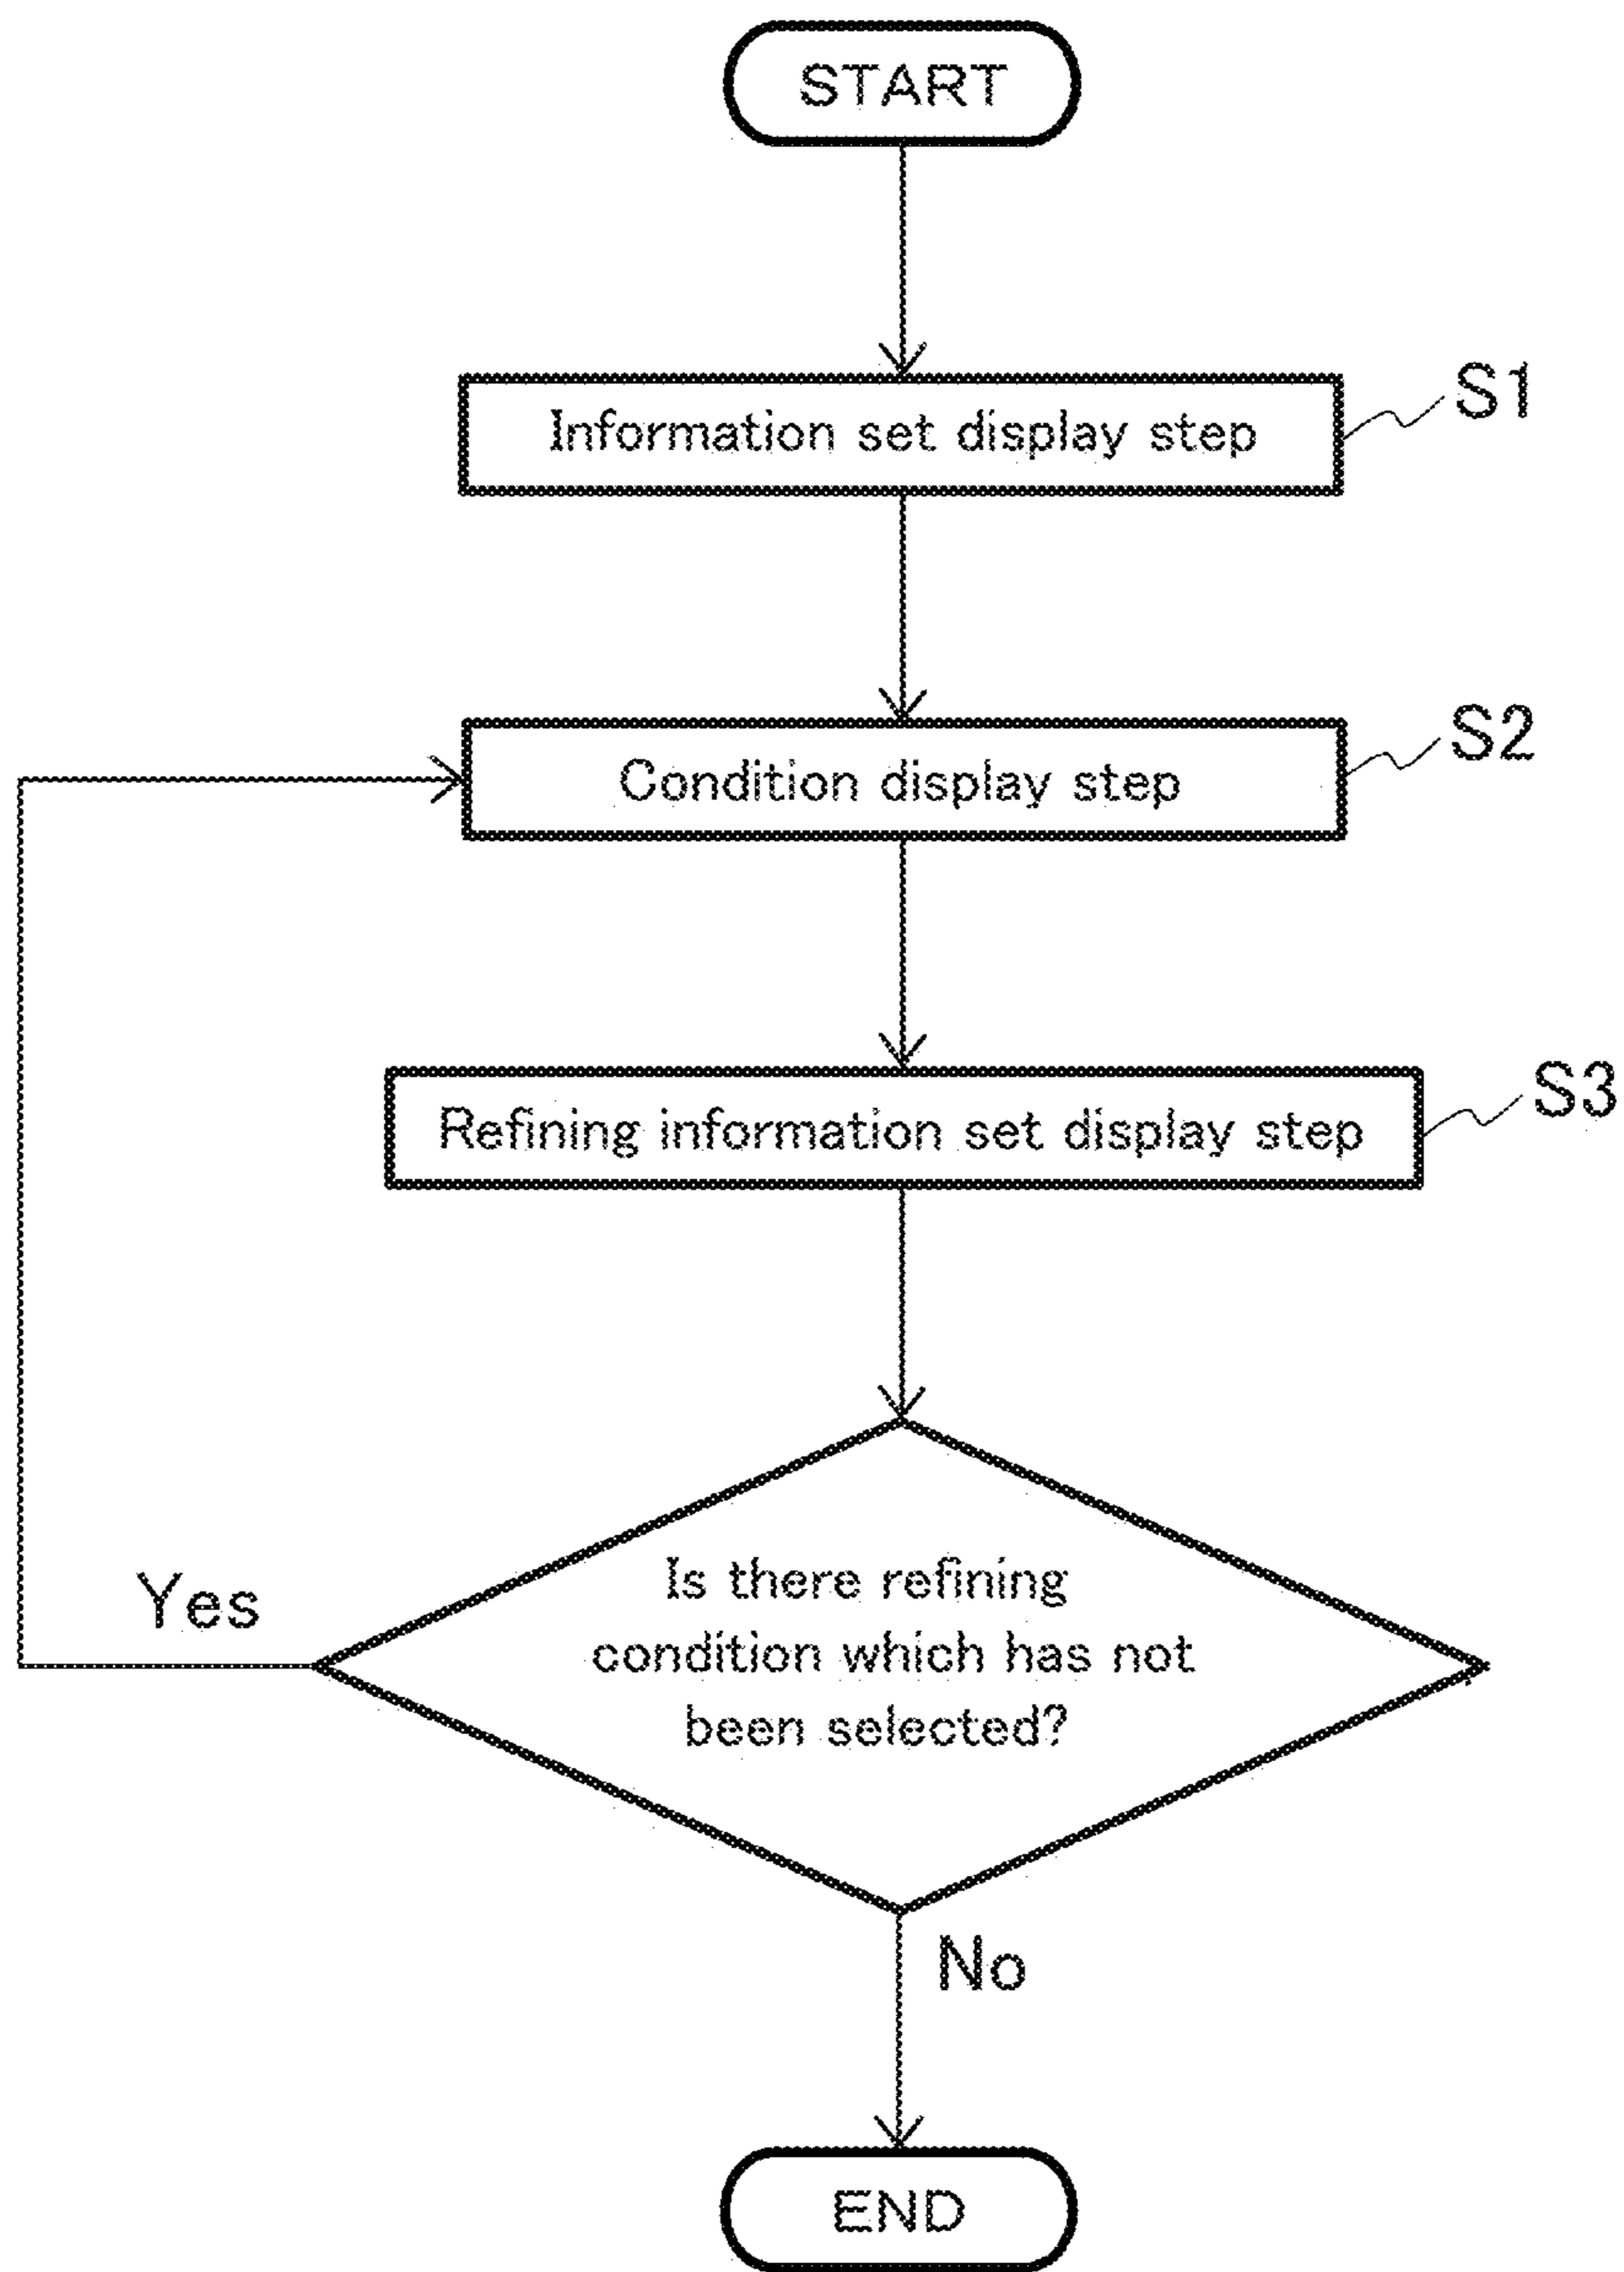 START
Information set display step
S1
Condition display step
S2
Refining information set display step
S3
Is there refining
condition which has not
been selected?
Yes
No
END